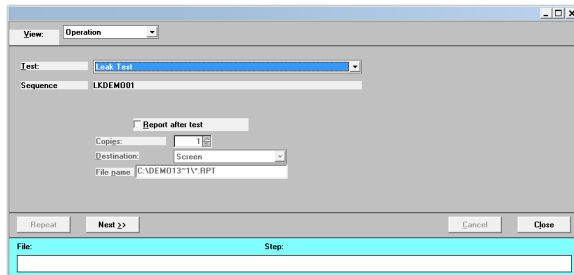 View: Operation
Test: Leak Test
Sequence LKDEMO01
Report after test
Copies: 1
Destination: Screen
File name C:\DEMO13~1\*.RPT
Repeat Next >> Cancel Close
File: Step: